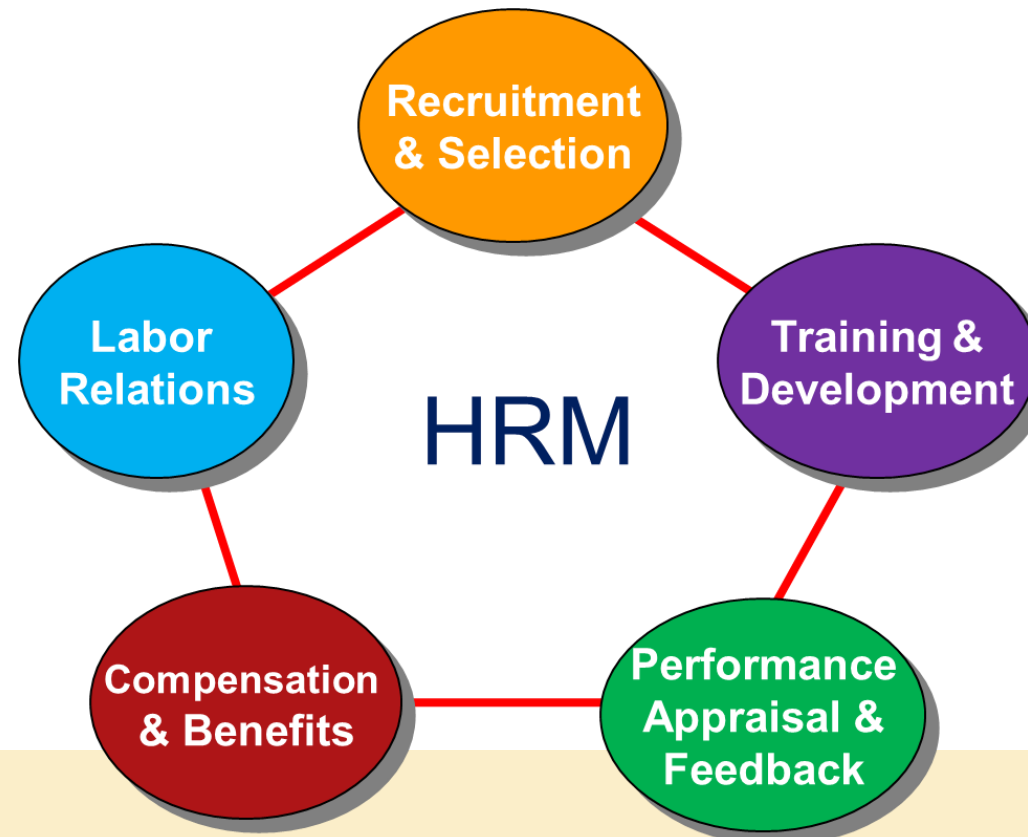 Recruitment
& Selection
Labor
Relations
Training &
Development
HRM
Compensation
& Benefits
Performance
Appraisal &
Feedback